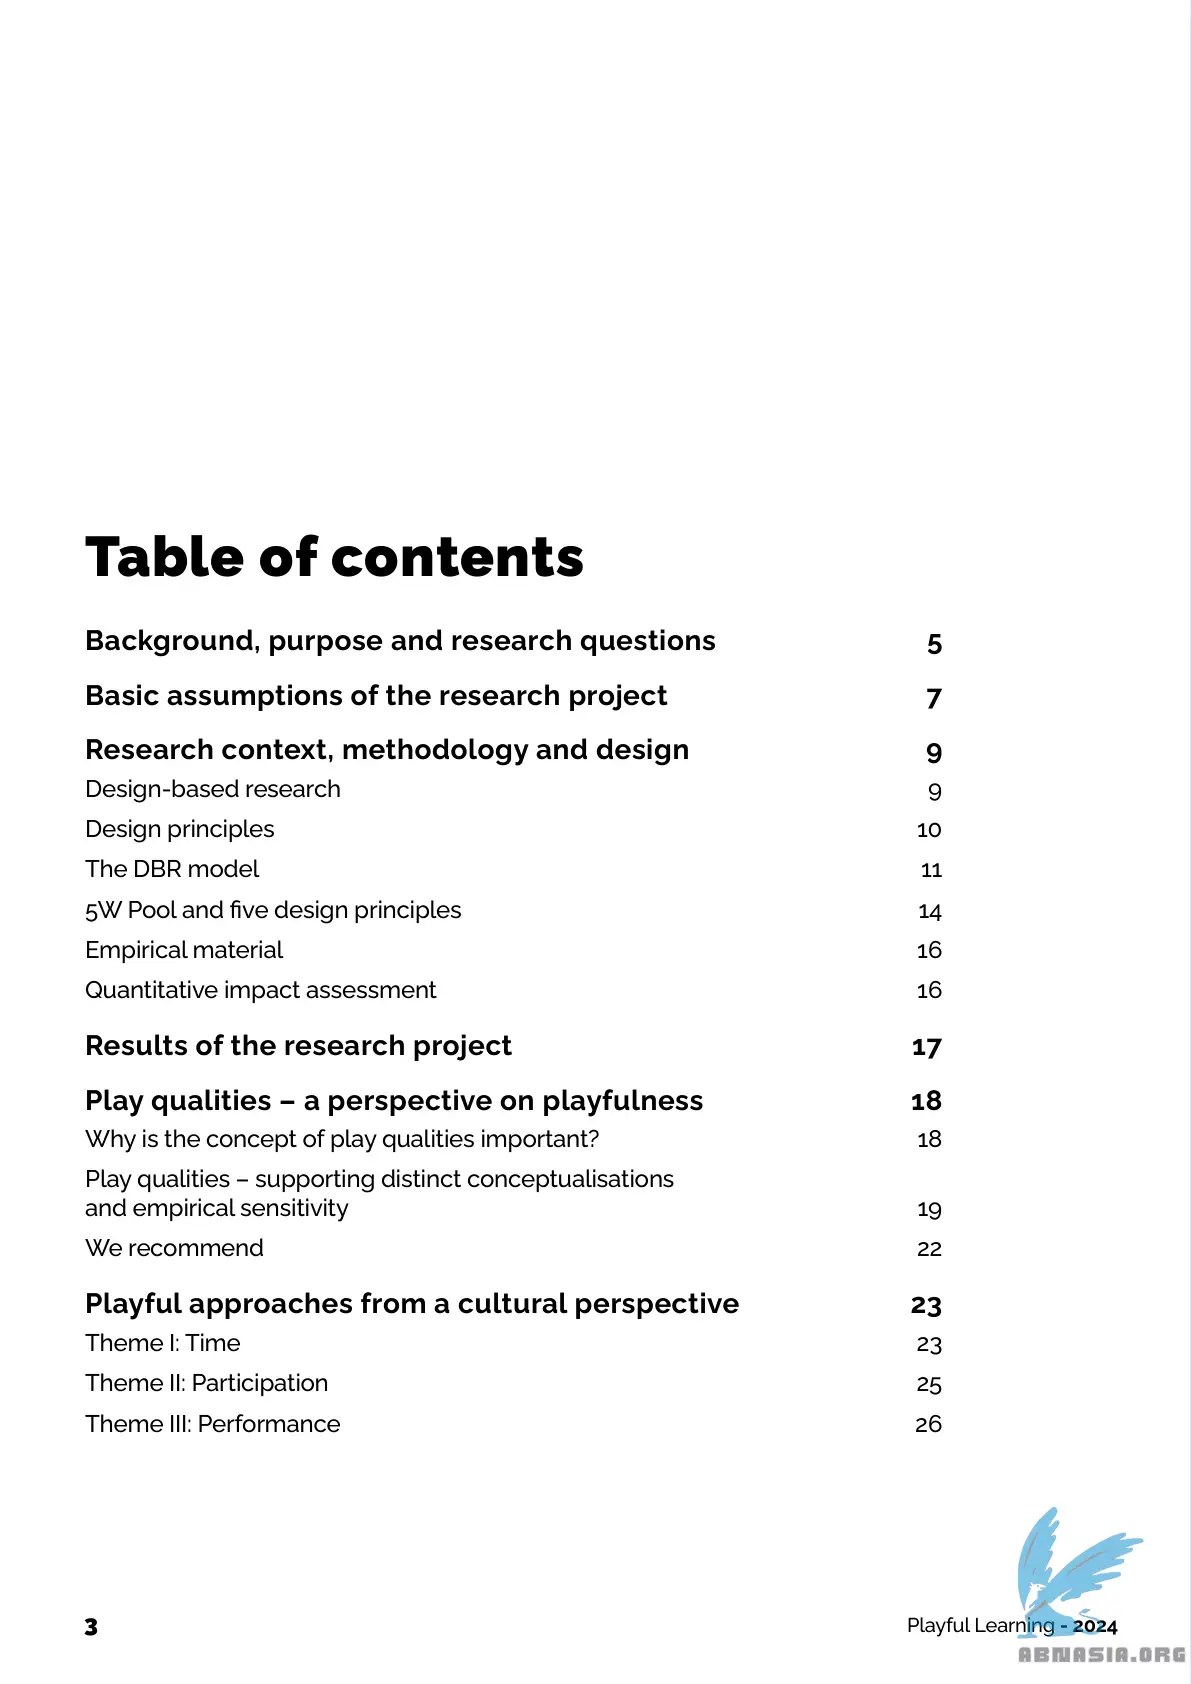 Table of contents
Background, purpose and research questions 5
Basic assumptions of the research project 7
Research context, methodology and design 9
Design-based research 9
Design principles 10
The DBR model 11
5W Pool and five design principles 14
Empirical material 16
Quantitative impact assessment 16
Results of the research project 17
Play qualities – a perspective on playfulness 18
Why is the concept of play qualities important? 18
Play qualities – supporting distinct conceptualisations
and empirical sensitivity 19
We recommend 22
Playful approaches from a cultural perspective 23
Theme I: Time 23
Theme II: Participation 25
Theme III: Performance 26
3 Playful Learning - 2024
ABNASIA.ORG